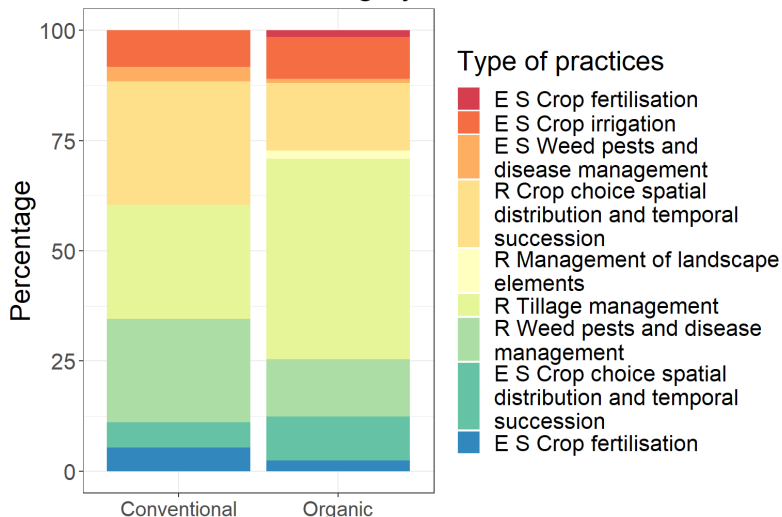 100
75
50
25
0
Percentage
Conventional
Organic
Type of practices
E S Crop fertilisation
E S Crop irrigation
E S Weed pests and
disease management
R Crop choice spatial
distribution and temporal
succession
R Management of landscape
elements
R Tillage management
R Weed pests and disease
management
E S Crop choice spatial
distribution and temporal
succession
E S Crop fertilisation